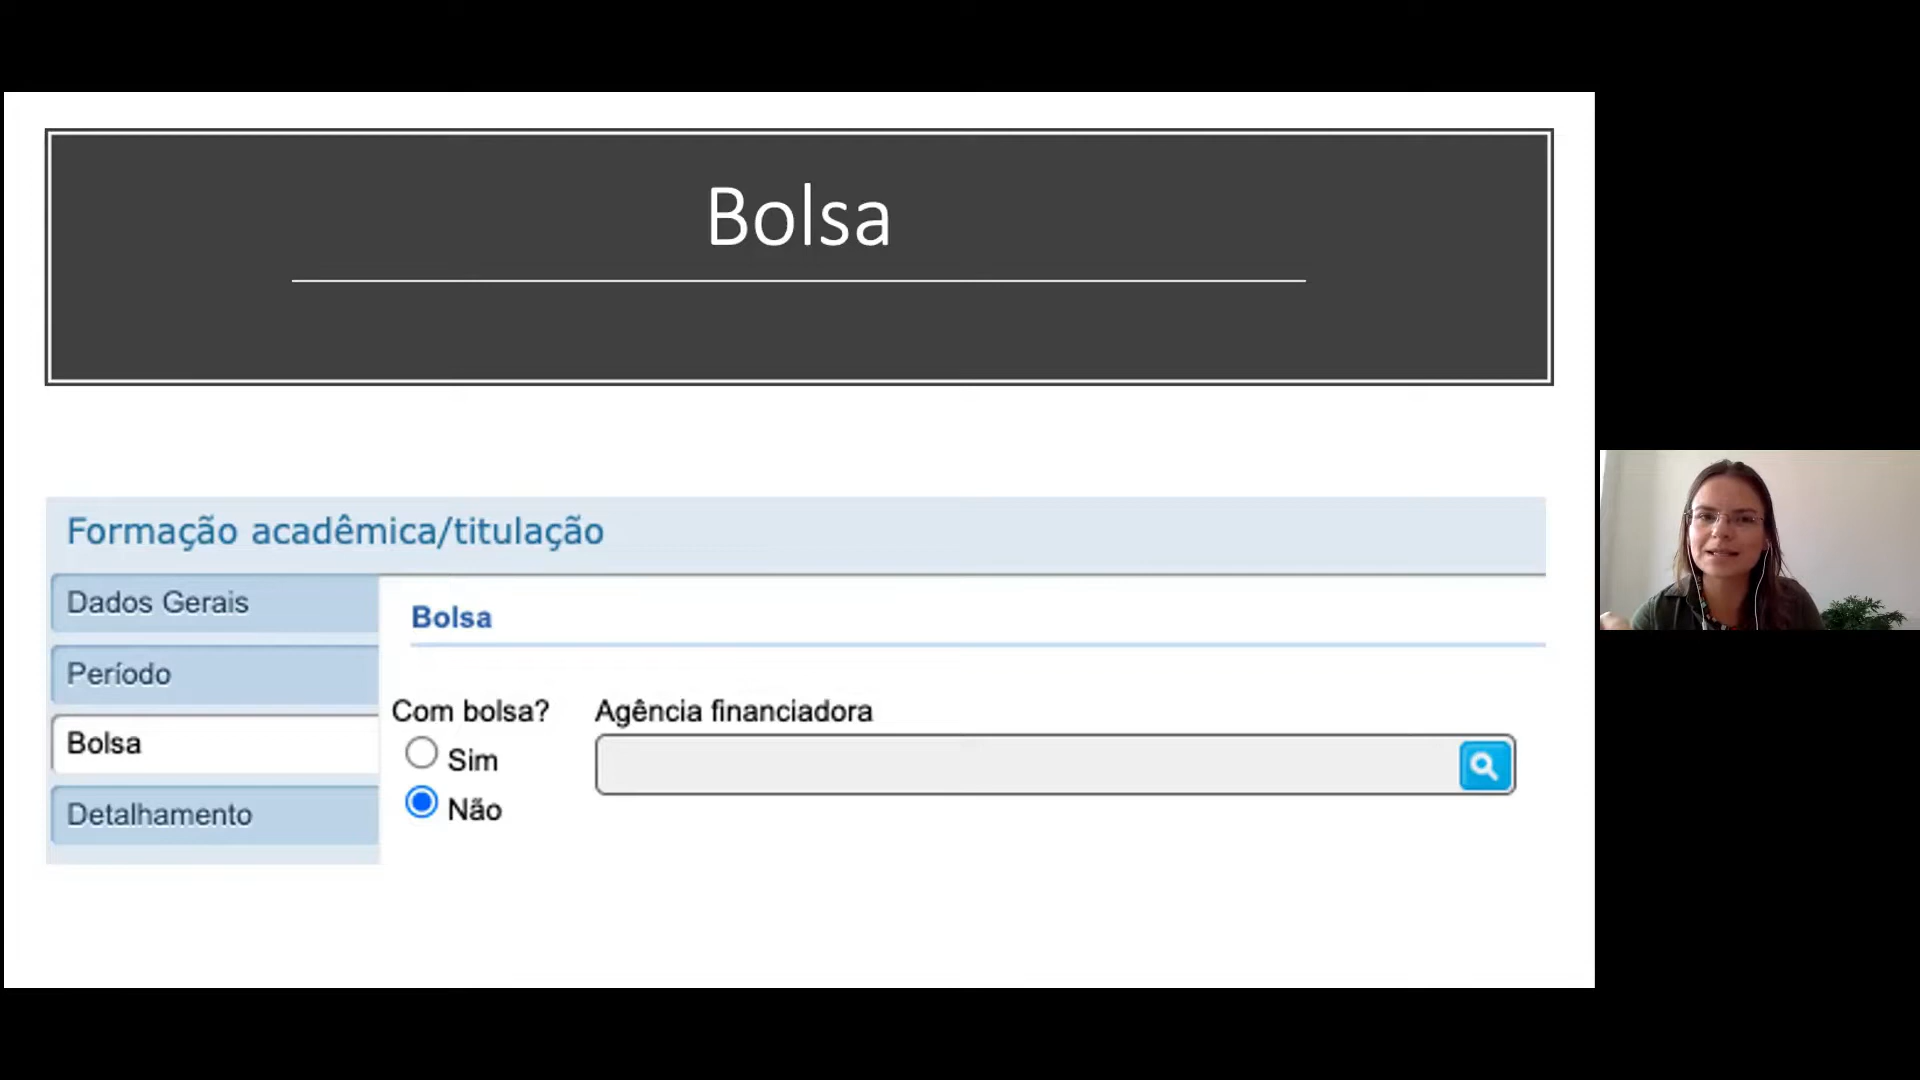 Bolsa
Formação acadêmica/titulação
Dados Gerais
Período
Bolsa
Detalhamento
Bolsa
Com bolsa?
Sim
Não
Agência financiadora